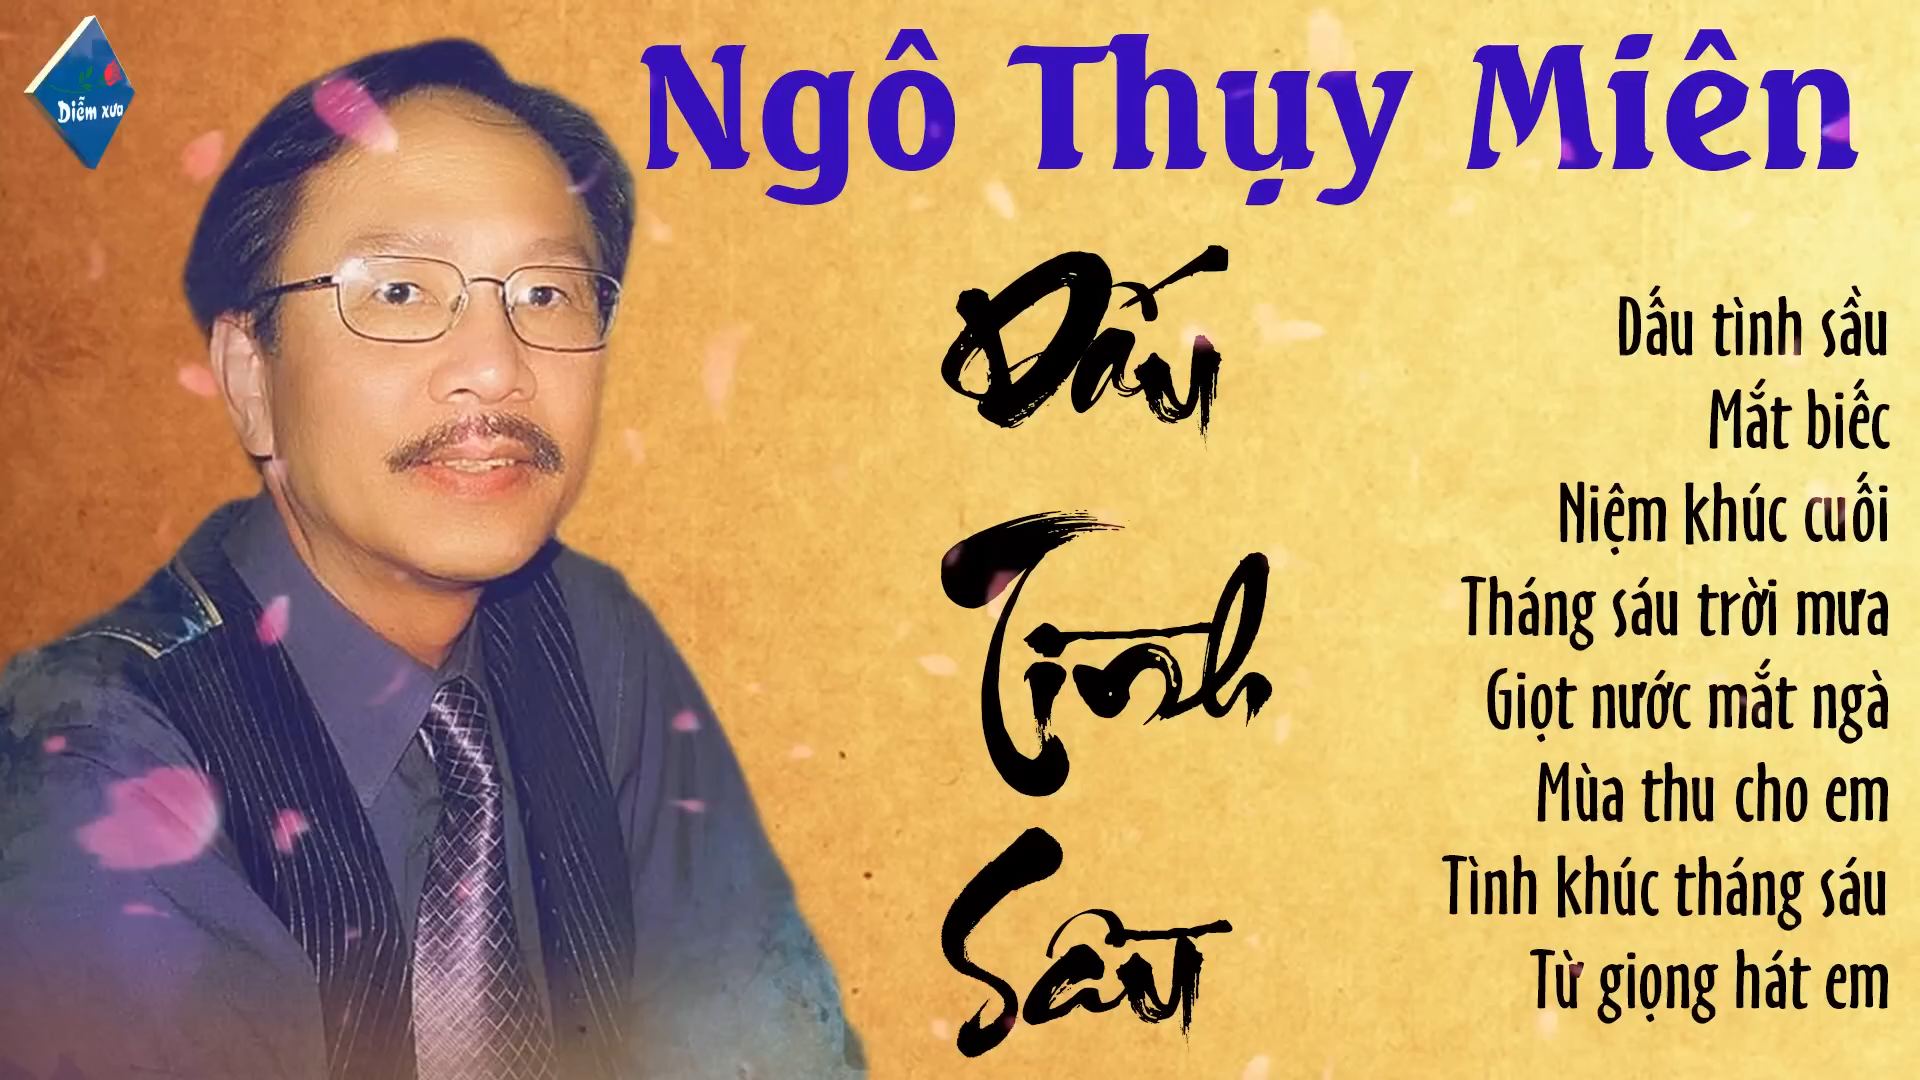 Diễm xưa
Ngô Thụy Miên
Dấu
Tình
Sầu
Dấu tình sầu
Mắt biếc
Niệm khúc cuối
Tháng sáu trời mưa
Giọt nước mắt ngà
Mùa thu cho em
Tình khúc tháng sáu
Từ giọng hát em